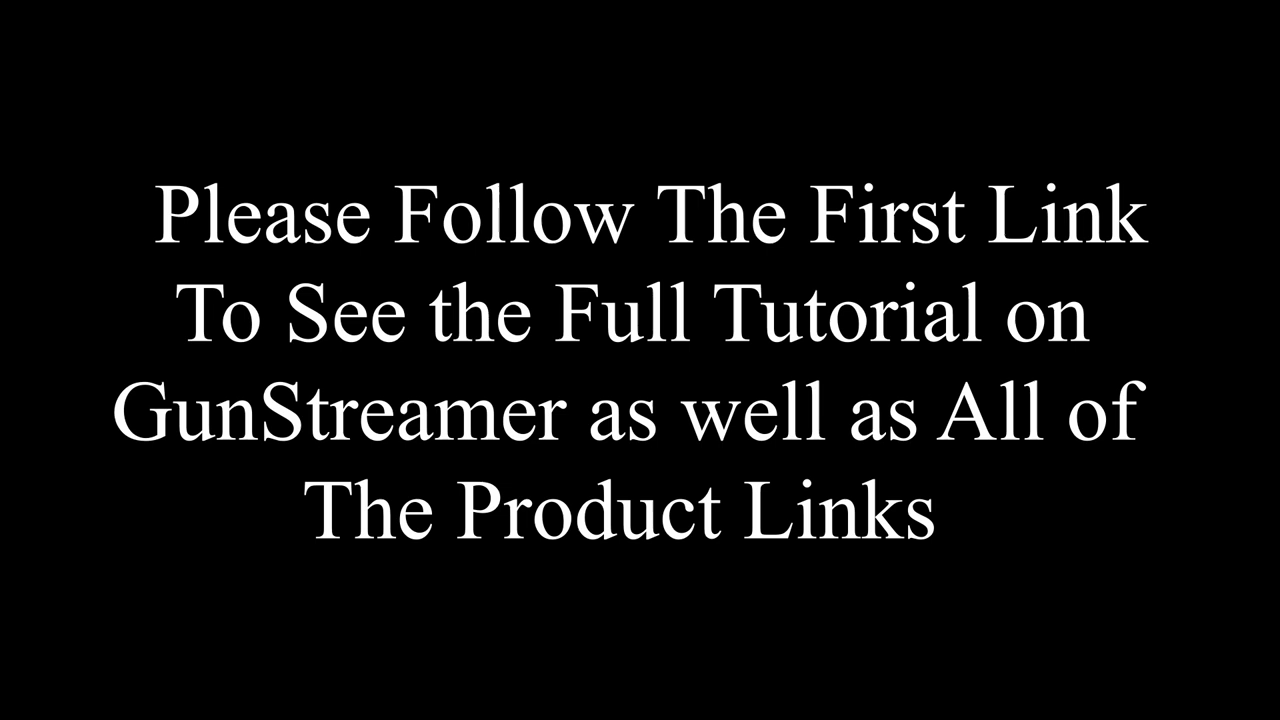 Please Follow The First Link
To See the Full Tutorial on
GunStreamer as well as All of
The Product Links